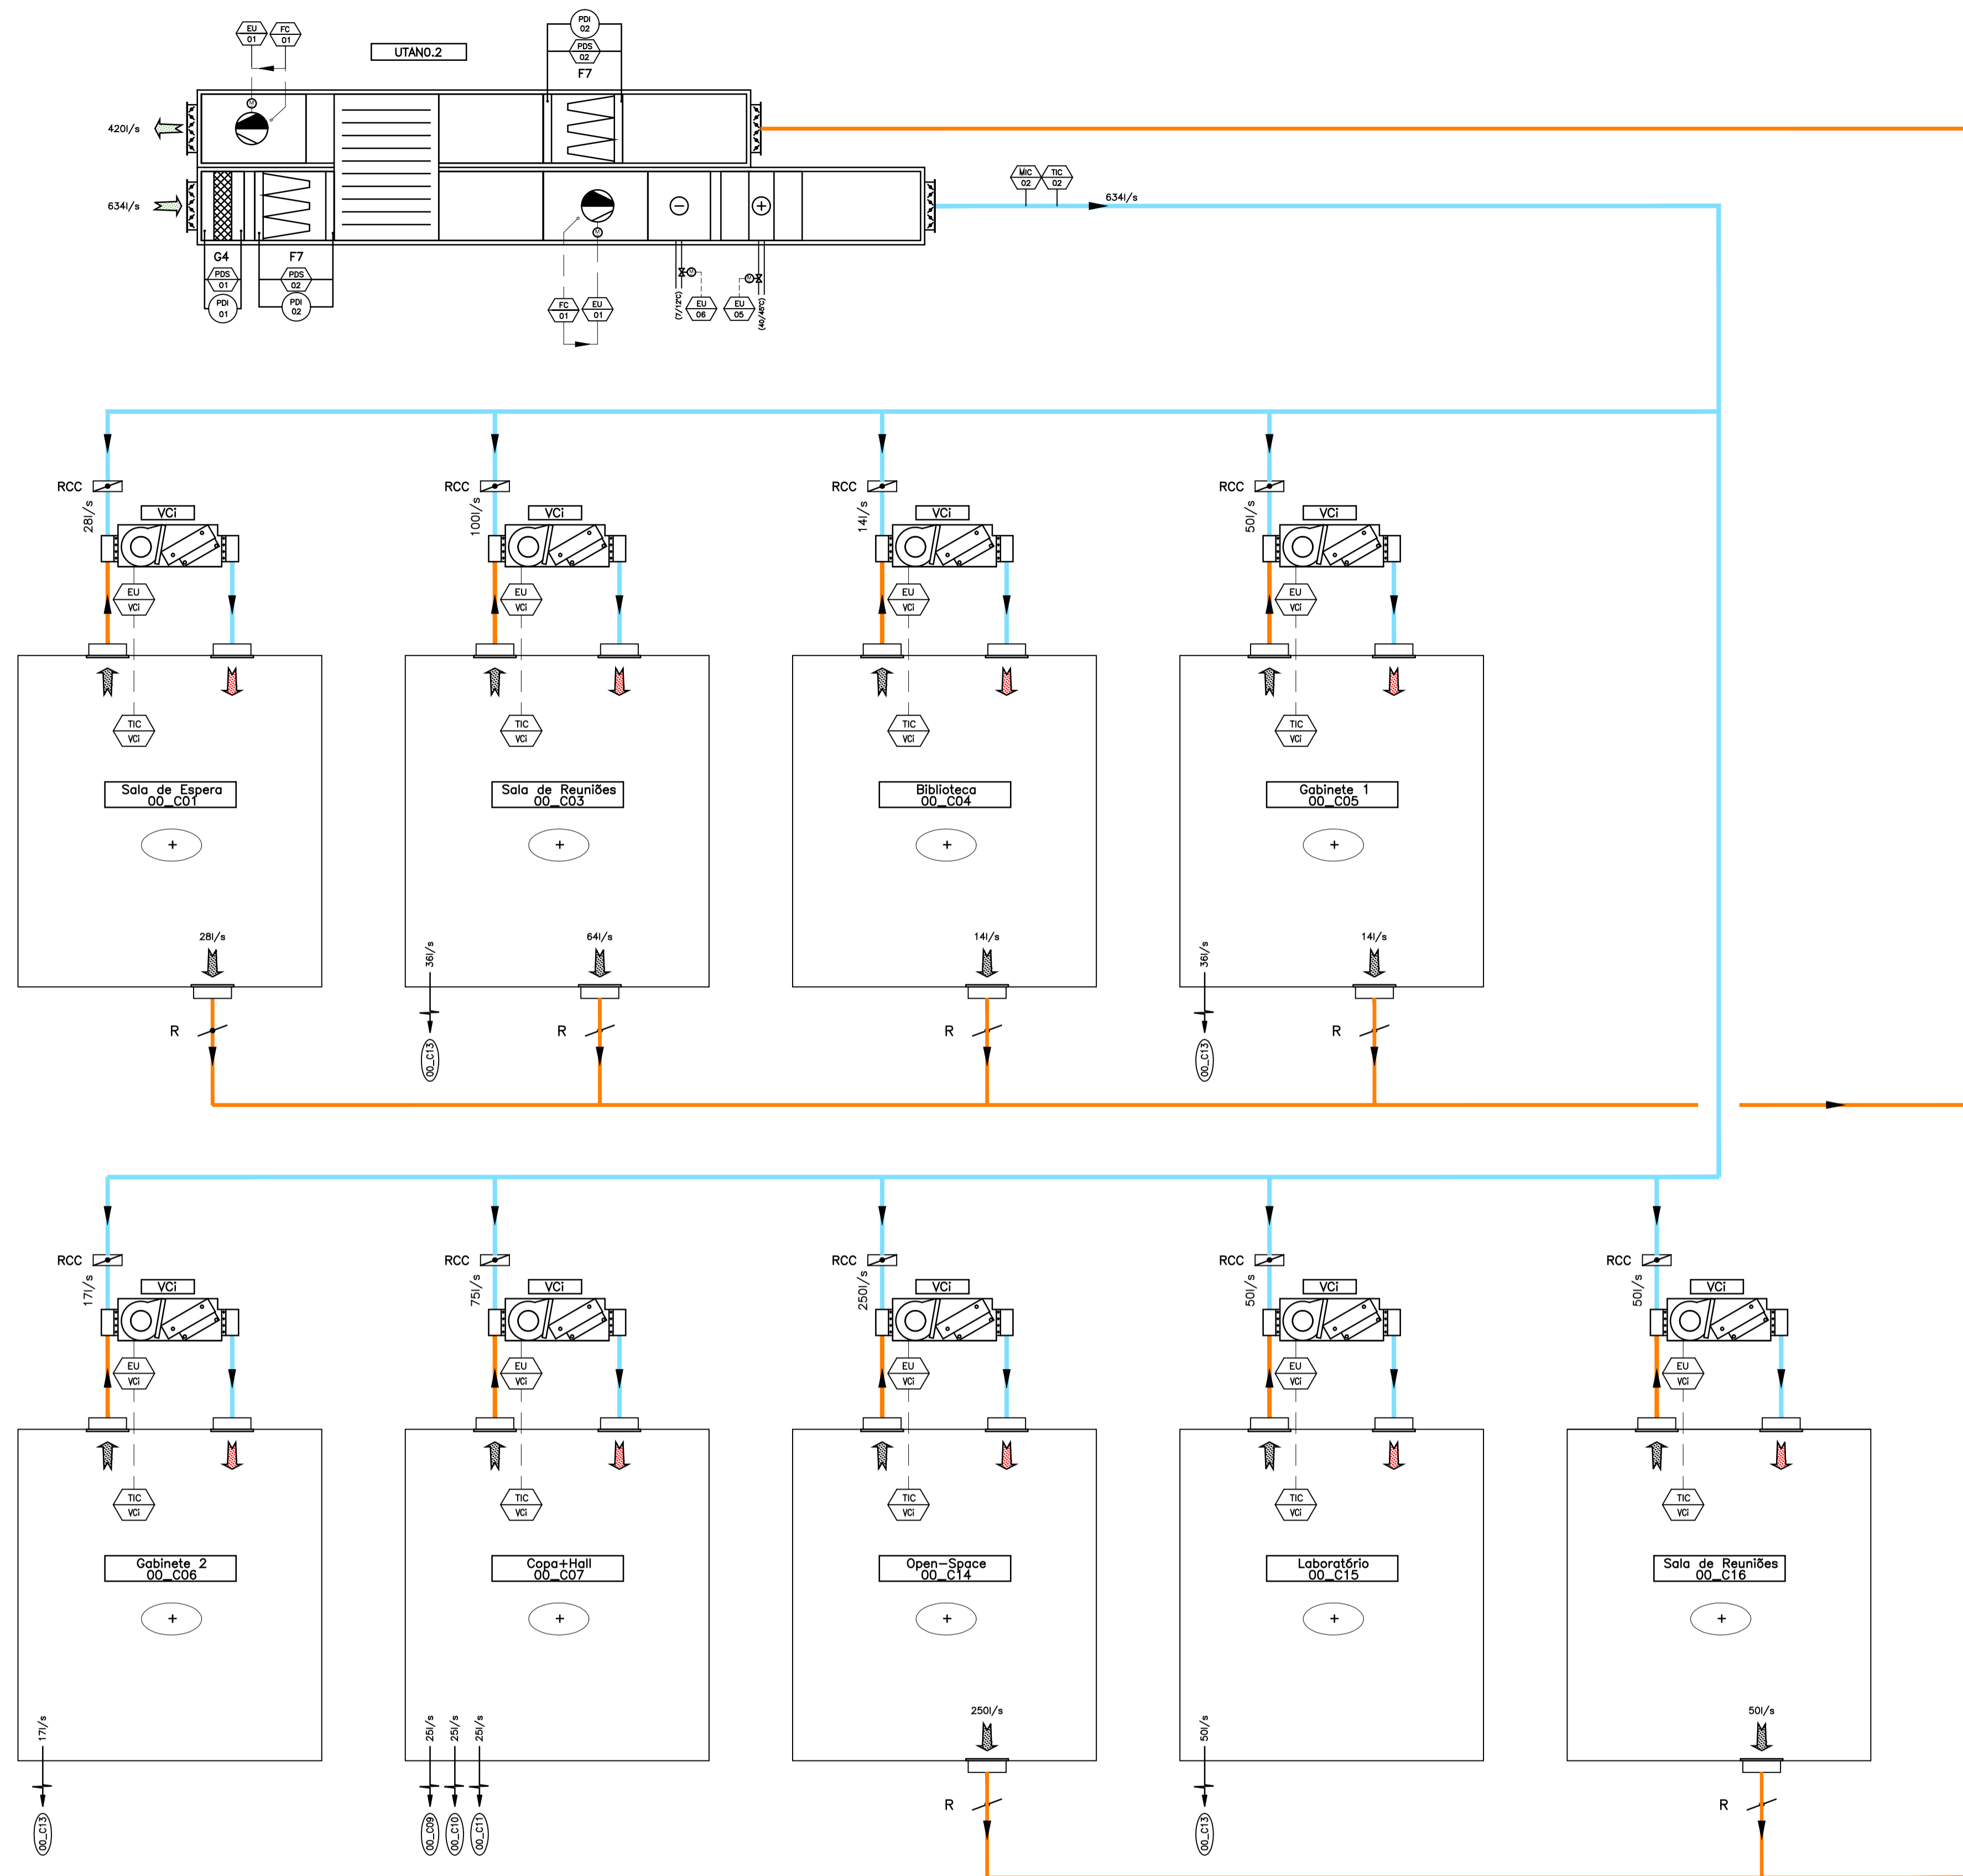 EU
01
FC
01
UTAN0.2
PDI
02
PDS
02
F7
420l/s
634l/s
MIC
02
TIC
02
634l/s
G4
F7
PDS
01
PDS
02
PDI
01
PDI
02
FC
01
EU
01
(7/12ºC)
EU
06
EU
05
(40/45ºC)
M
M
M
M
RCC
RCC
RCC
RCC
28l/s
100l/s
14l/s
50l/s
VCi
VCi
VCi
VCi
EU
VCi
EU
VCi
EU
VCi
EU
VCi
TIC
VCi
TIC
VCi
TIC
VCi
TIC
VCi
Sala de Espera
00_C01
Sala de Reuniões
00_C03
Biblioteca
00_C04
Gabinete 1
00_C05
+
+
+
+
28l/s
36l/s
64l/s
14l/s
36l/s
14l/s
R
R
R
R
00_C13
00_C13
RCC
RCC
RCC
RCC
RCC
17l/s
75l/s
250l/s
50l/s
50l/s
VCi
VCi
VCi
VCi
VCi
EU
VCi
EU
VCi
EU
VCi
EU
VCi
EU
VCi
TIC
VCi
TIC
VCi
TIC
VCi
TIC
VCi
TIC
VCi
Gabinete 2
00_C06
Copa+Hall
00_C07
Open-Space
00_C14
Laboratório
00_C15
Sala de Reuniões
00_C16
+
+
+
+
+
17l/s
25l/s
25l/s
25l/s
250l/s
50l/s
50l/s
R
R
00_C13
00_C09
00_C10
00_C11
00_C13